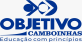 OBJETIVO
CAMBOINHAS
Educação com princípios